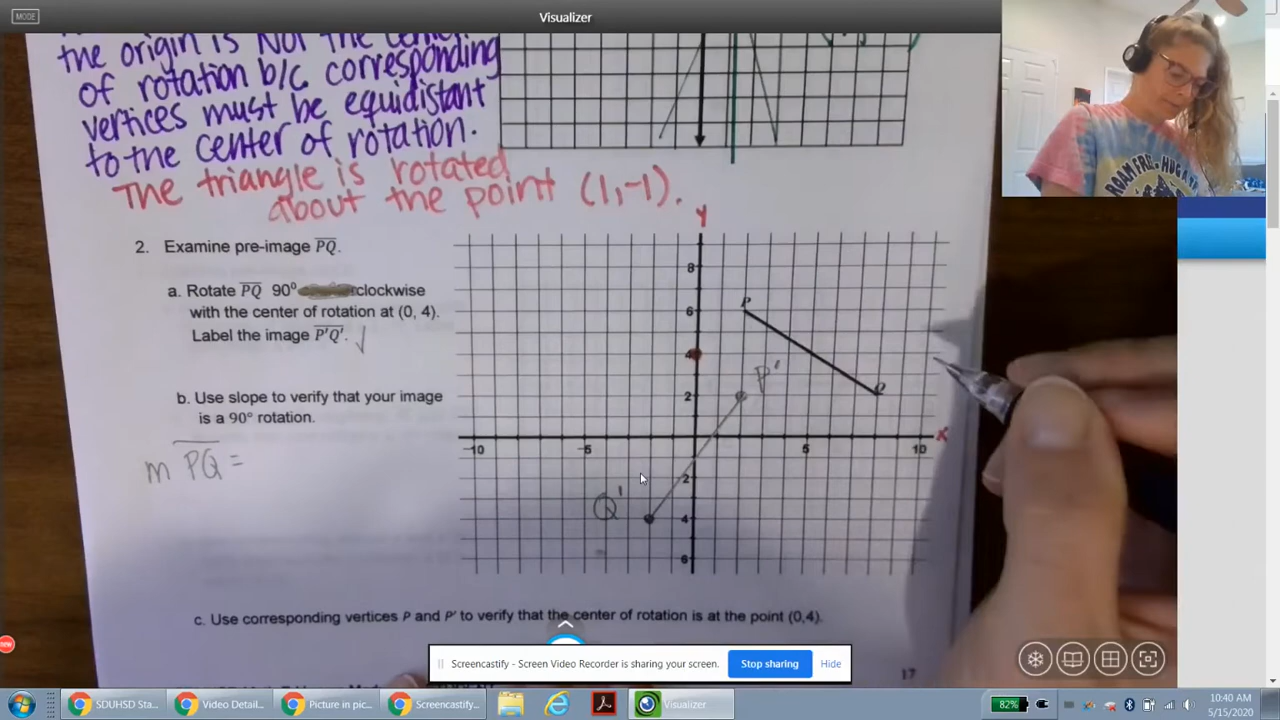 MODE
Visualizer
the origin is NOT the center
of rotation b/c corresponding
vertices must be equidistant
to the center of rotation.
The triangle is rotated
about the point (1,-1).
2. Examine pre-image PQ.
a. Rotate PQ 90° clockwise
with the center of rotation at (0, 4).
Label the image P'Q'. √
b. Use slope to verify that your image
is a 90° rotation.
m PQ =
Y
8
6
P
4
P'
2
Q
-10
-5
5
10
X
2
Q'
4
6
c. Use corresponding vertices P and P' to verify that the center of rotation is at the point (0,4).
17
Screencastify - Screen Video Recorder is sharing your screen.
Stop sharing
Hide
SDUHSD Sta...
Video Detail...
Picture in pic...
Screencastify...
Visualizer
82%
10:40 AM
5/15/2020